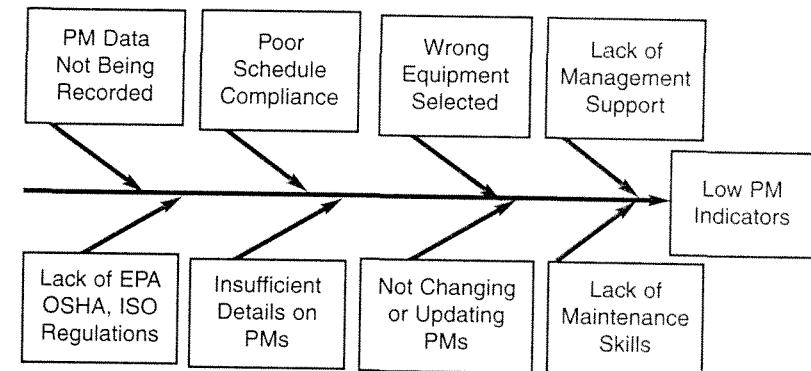 PM Data
Not Being
Recorded
Poor
Schedule
Compliance
Wrong
Equipment
Selected
Lack of
Management
Support
Low PM
Indicators
Lack of EPA
OSHA, ISO
Regulations
Insufficient
Details on
PMs
Not Changing
or Updating
PMs
Lack of
Maintenance
Skills